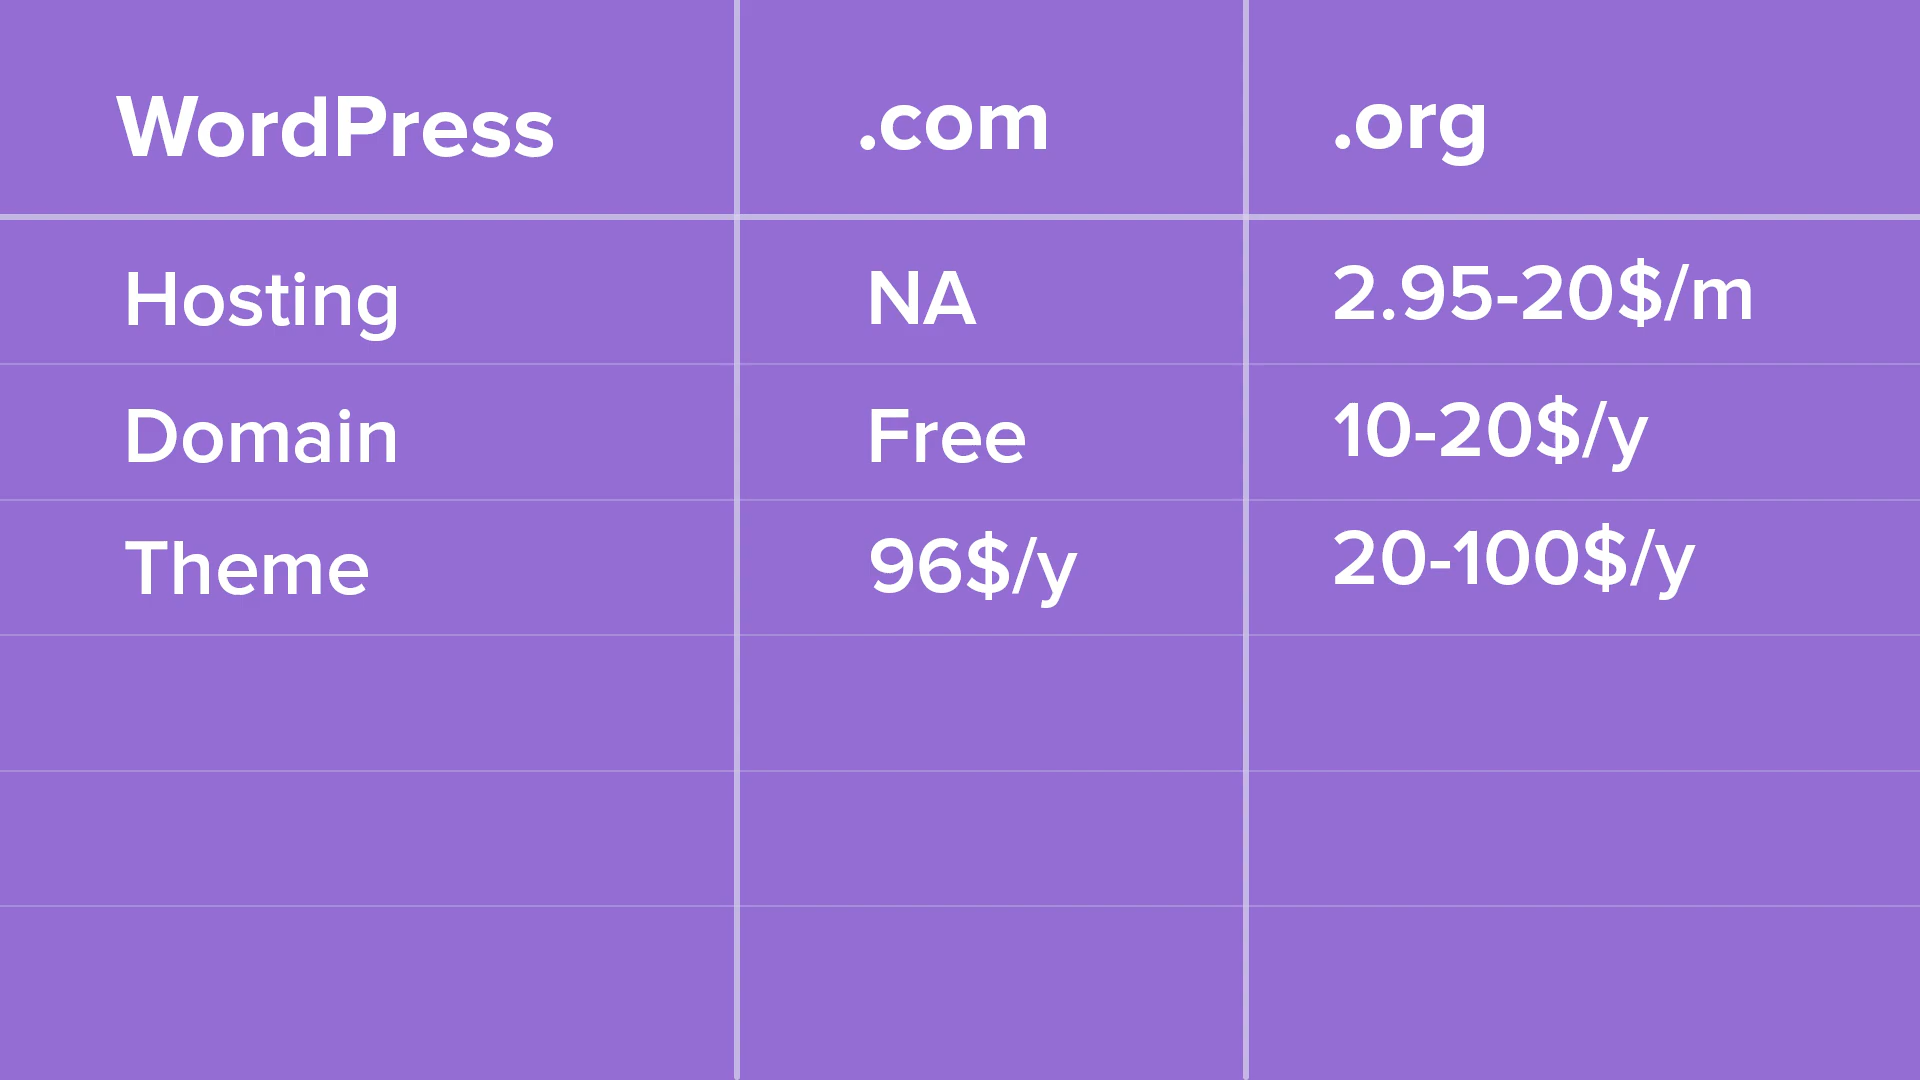 WordPress .com .org
Hosting NA 2.95-20$/m
Domain Free 10-20$/y
Theme 96$/y 20-100$/y